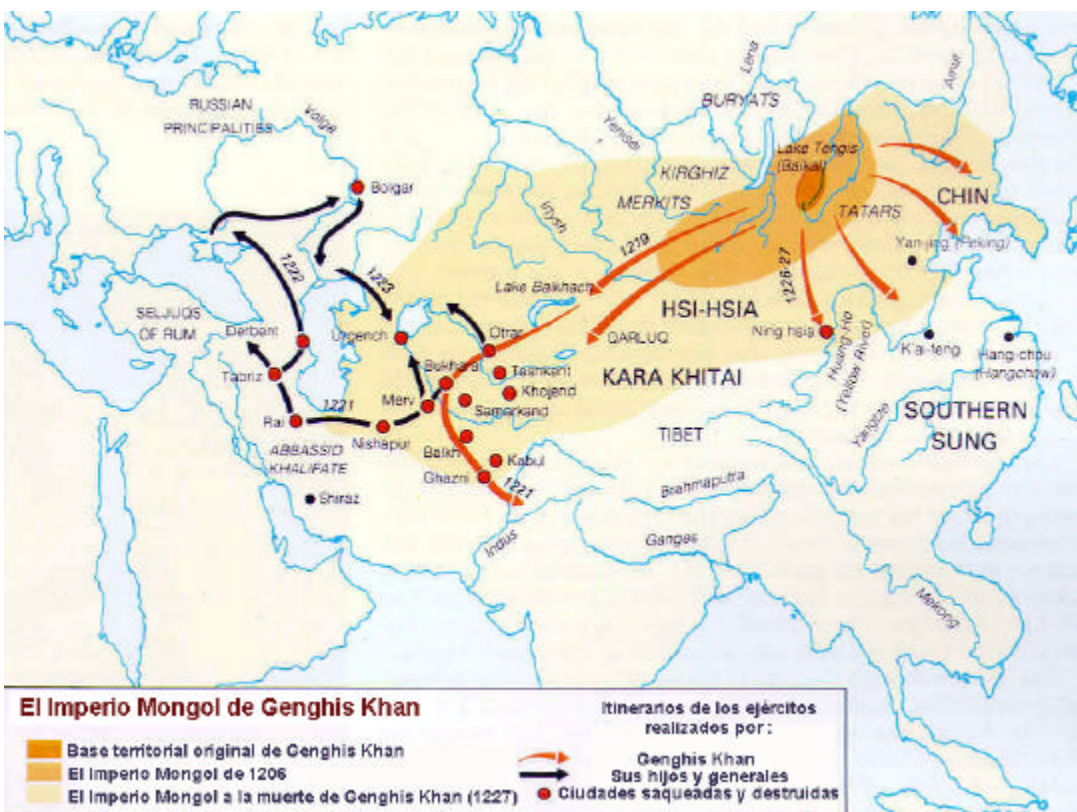 RUSSIAN
PRINCIPALITIES
Volga
Lena
Amur
BURYATS
Yenisei
Lake Tengis
(Baikal)
KIRGHIZ
MERKITS
TATARS
CHIN
Bolgar
Irtysh
1219
1226-27
Yan-jing (Peking)
1222
1223
SELJUQS
OF RUM
Derbent
Lake Balkhach
HSI-HSIA
Urgench
Otrar
QARLUQ
Ning hsia
Huang-Ho
(Yellow River)
K'ai-feng
Hang-chou
(Hangchow)
Tabriz
Bukhara
Tashkent
Khojend
KARA KHITAI
Merv
Samarkand
1221
Rai
Nishapur
TIBET
Yangtze
SOUTHERN
SUNG
ABBASSID
KHALIFATE
Balkh
Kabul
Ghazni
1221
Shiraz
Brahmaputra
Indus
Gangas
Mekong
El Imperio Mongol de Genghis Khan
Base territorial original de Genghis Khan
El Imperio Mongol de 1206
El Imperio Mongol a la muerte de Genghis Khan (1227)
Itinerarios de los ejércitos
realizados por:
Genghis Khan
Sus hijos y generales
Ciudades saqueadas y destruidas